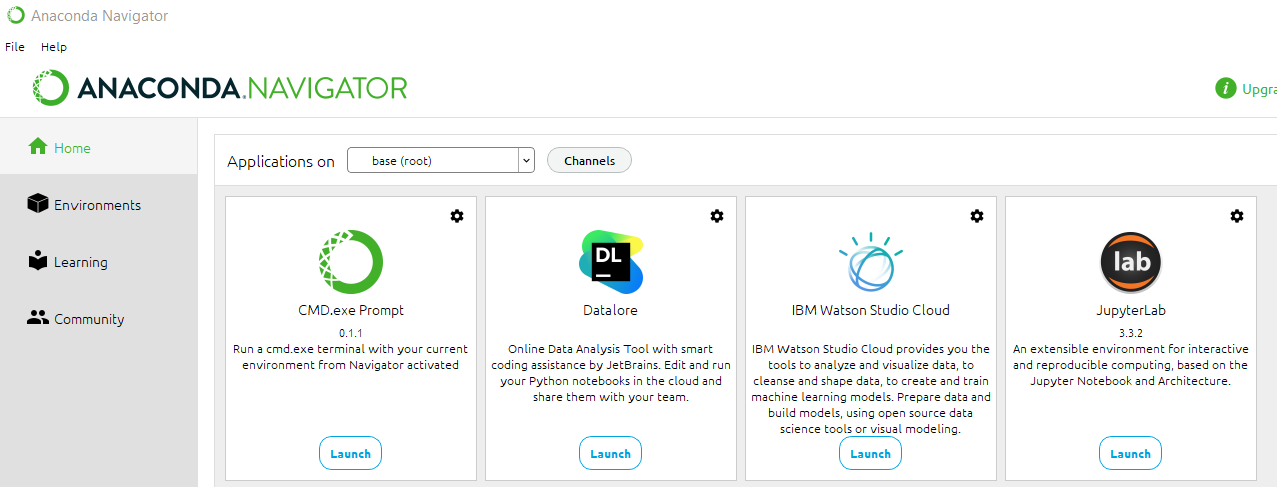 Anaconda Navigator
File Help
ANACONDA.NAVIGATOR
i Upgra
Home
Applications on base (root) Channels
Environments
Learning
Community
DL
lab
CMD.exe Prompt
0.1.1
Run a cmd.exe terminal with your current
environment from Navigator activated
Launch
Datalore
Online Data Analysis Tool with smart
coding assistance by JetBrains. Edit and run
your Python notebooks in the cloud and
share them with your team.
Launch
IBM Watson Studio Cloud
IBM Watson Studio Cloud provides you the
tools to analyze and visualize data, to
cleanse and shape data, to create and train
machine learning models. Prepare data and
build models, using open source data
science tools or visual modeling.
Launch
JupyterLab
3.3.2
An extensible environment for interactive
and reproducible computing, based on the
Jupyter Notebook and Architecture.
Launch